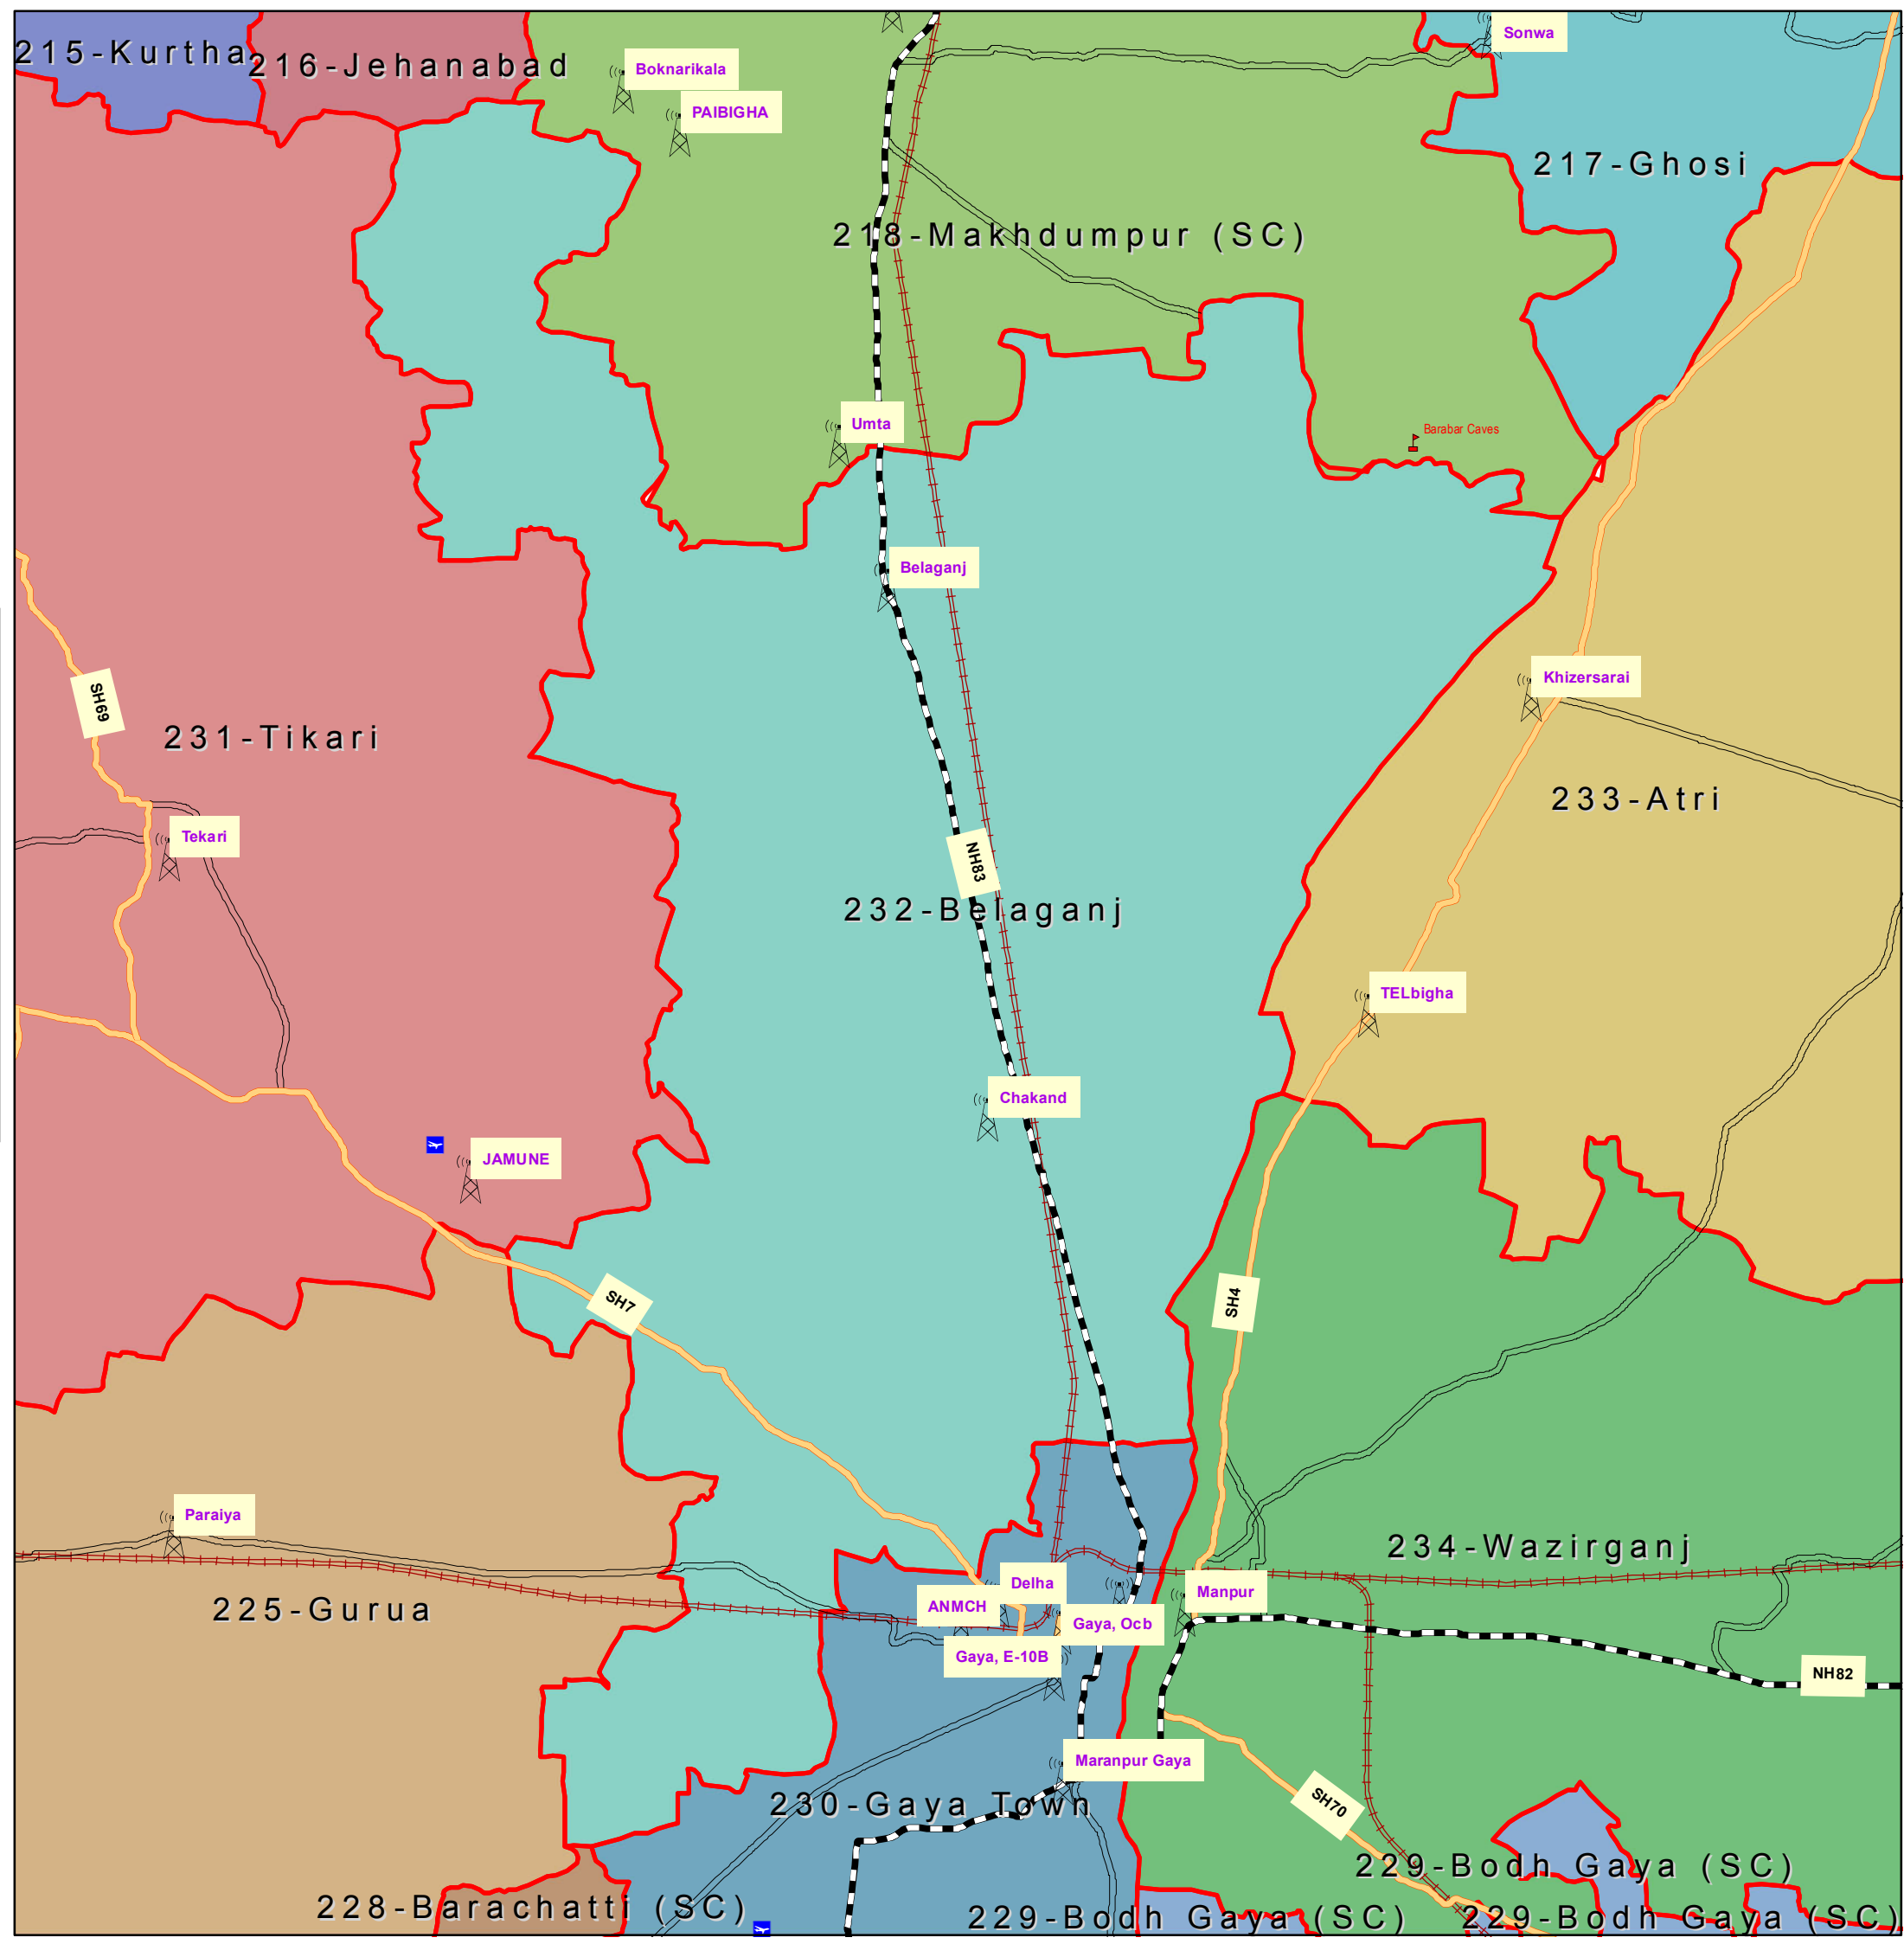 Sonwa
215-Kurtha
216-Jehanabad
Boknarikala
PAIBIGHA
217-Ghosi
218-Makhdumpur (SC)
Umta
Barabar Caves
Belaganj
Khizersarai
SH69
231-Tikari
233-Atri
Tekari
NH83
232-Belaganj
TELbigha
Chakand
JAMUNE
SH7
SH4
Paraiya
234-Wazirganj
Delha
Manpur
ANMCH
225-Gurua
Gaya, Ocb
Gaya, E-10B
NH82
Maranpur Gaya
230-Gaya Town
SH70
229-Bodh Gaya (SC)
228-Barachatti (SC)
229-Bodh Gaya (SC)
229-Bodh Gaya (SC)